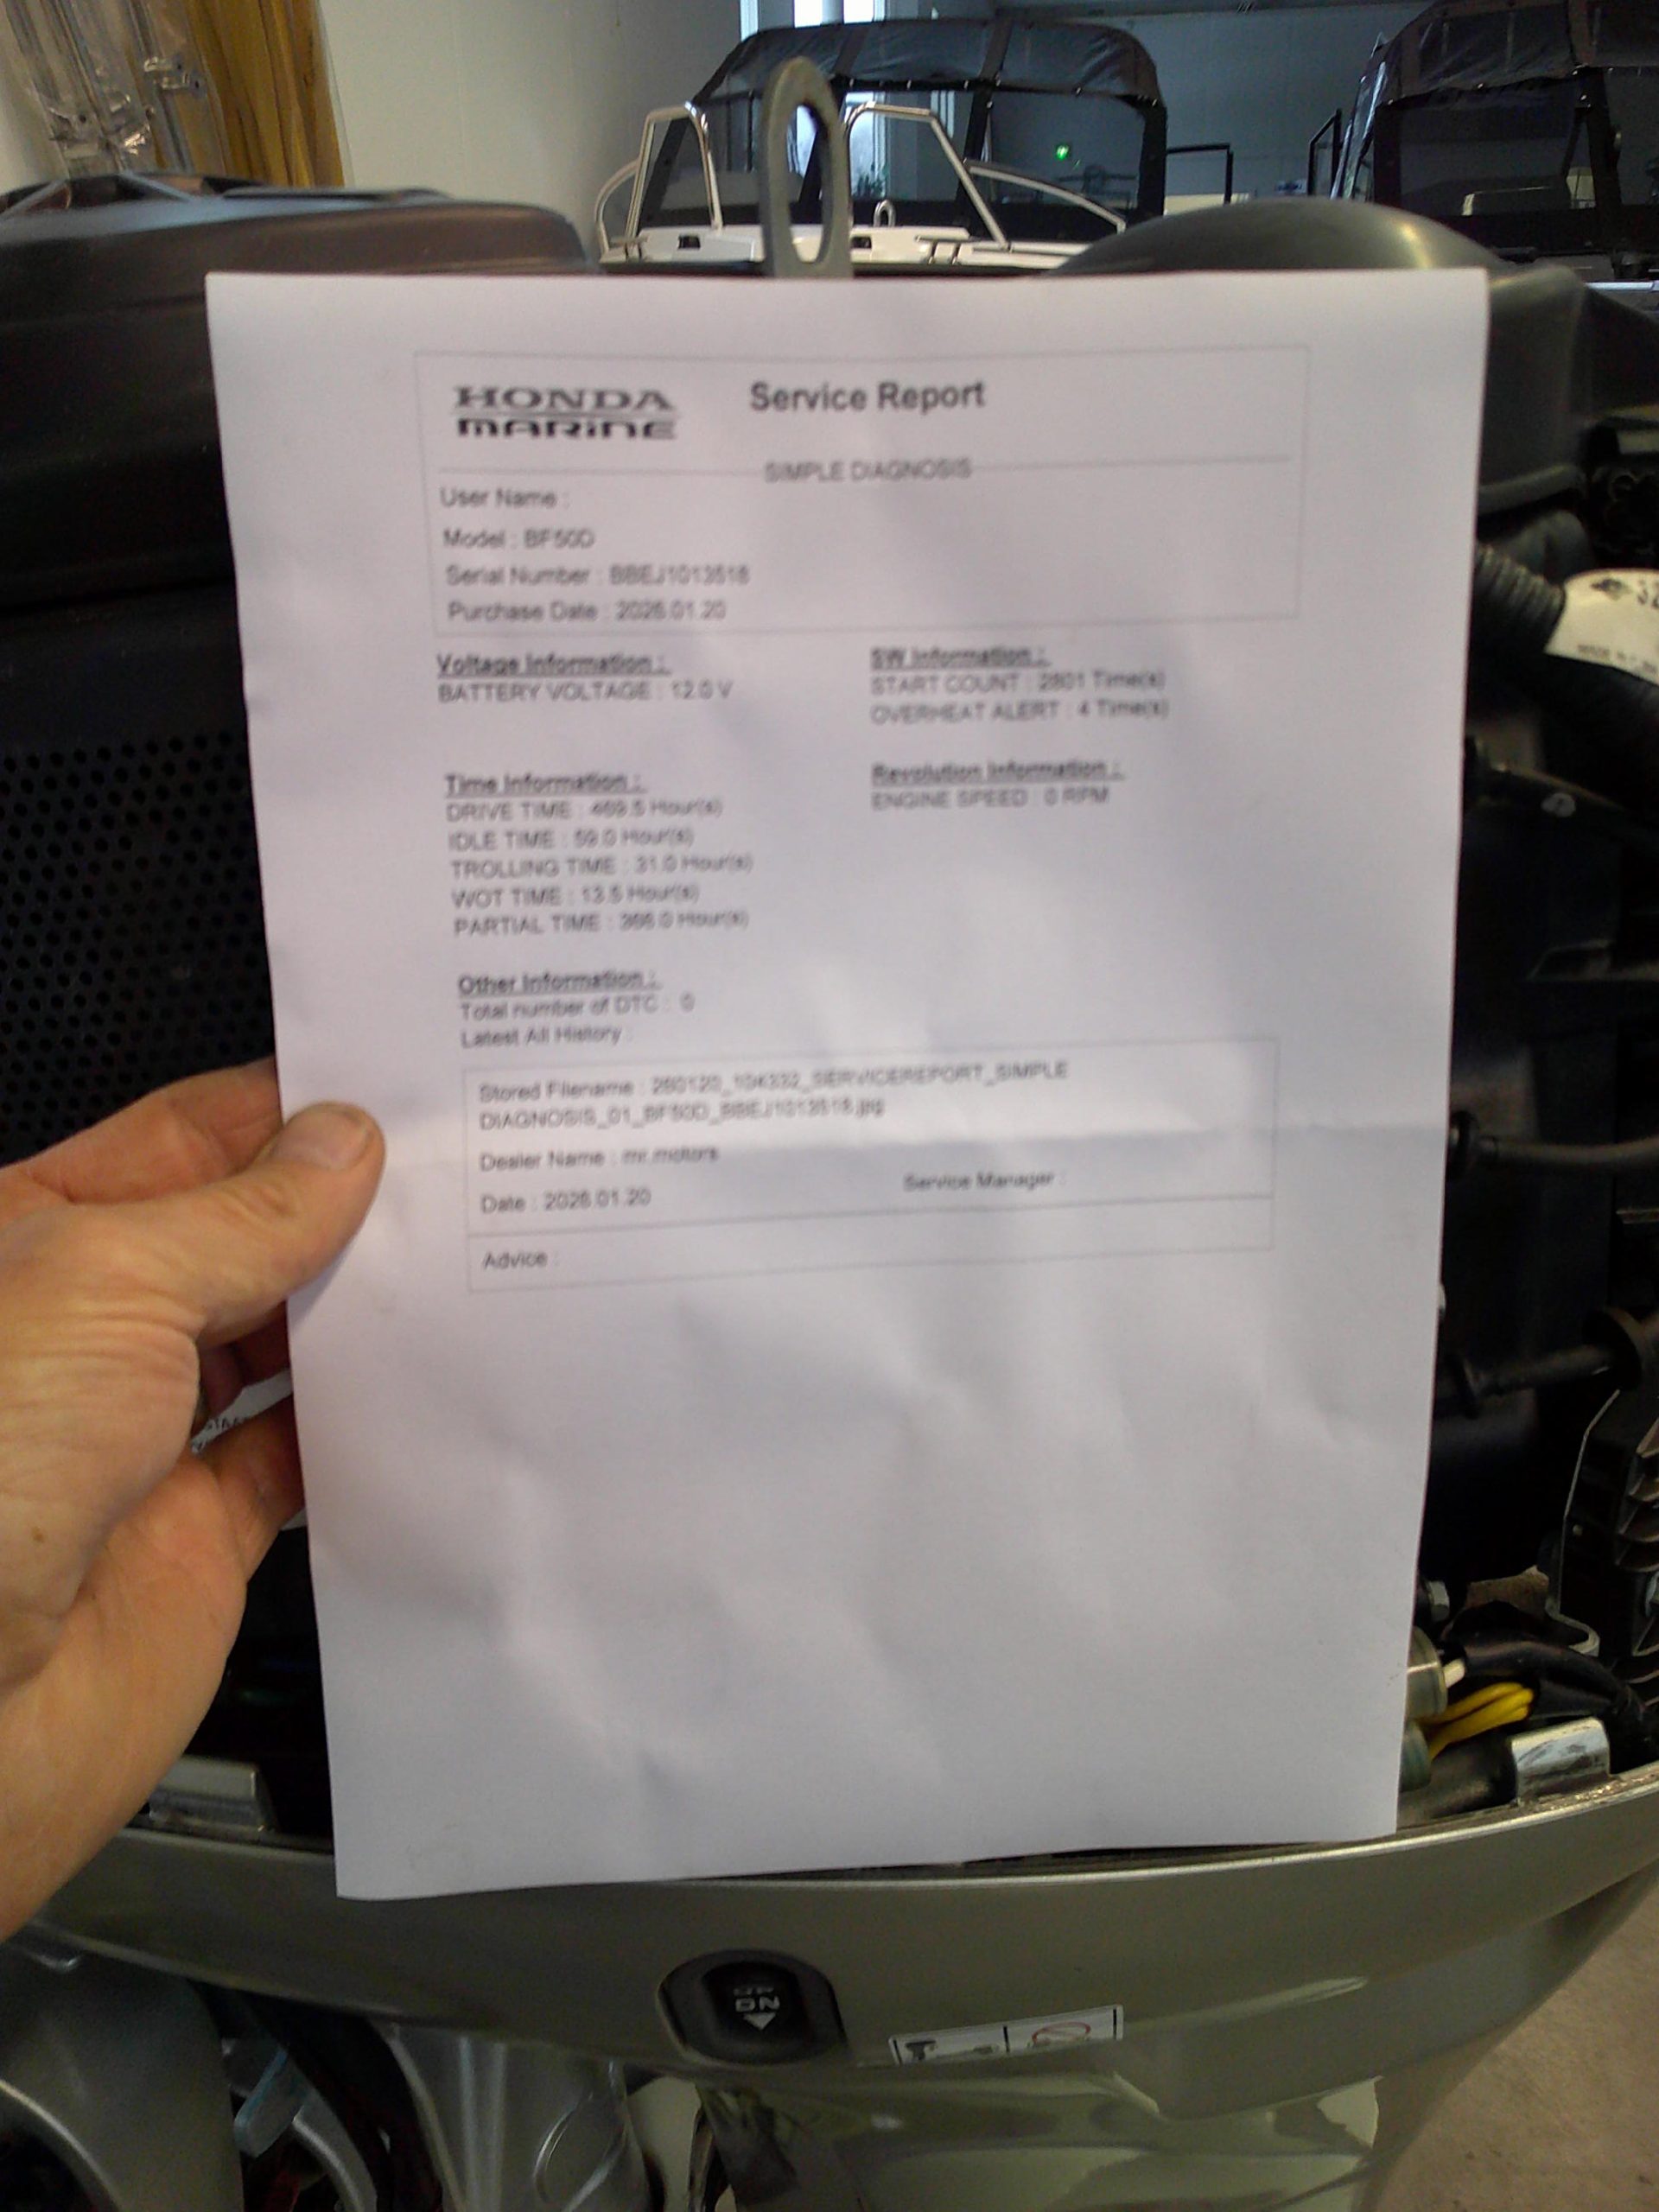 HONDA
MARINE
Service Report
SIMPLE DIAGNOSIS
User Name :
Model : BF50D
Serial Number : BBEJ1013518
Purchase Date : 2026.01.20
Voltage Information :
BATTERY VOLTAGE : 12.0 V
SW Information :
START COUNT : 2801 Time(s)
OVERHEAT ALERT : 4 Time(s)
Time Information :
DRIVE TIME : 469.5 Hour(s)
IDLE TIME : 59.0 Hour(s)
TROLLING TIME : 31.0 Hour(s)
WOT TIME : 13.5 Hour(s)
PARTIAL TIME : 366.0 Hour(s)
Revolution Information :
ENGINE SPEED : 0 RPM
Other Information :
Total number of DTC : 0
Latest All History :
Stored Filename : SERVICEREPORT_SIMPLE
DIAGNOSIS_01_BF50D_BBEJ1013518.jpg
Dealer Name : mr.motors
Service Manager :
Date : 2026.01.20
Advice :
UP
DN